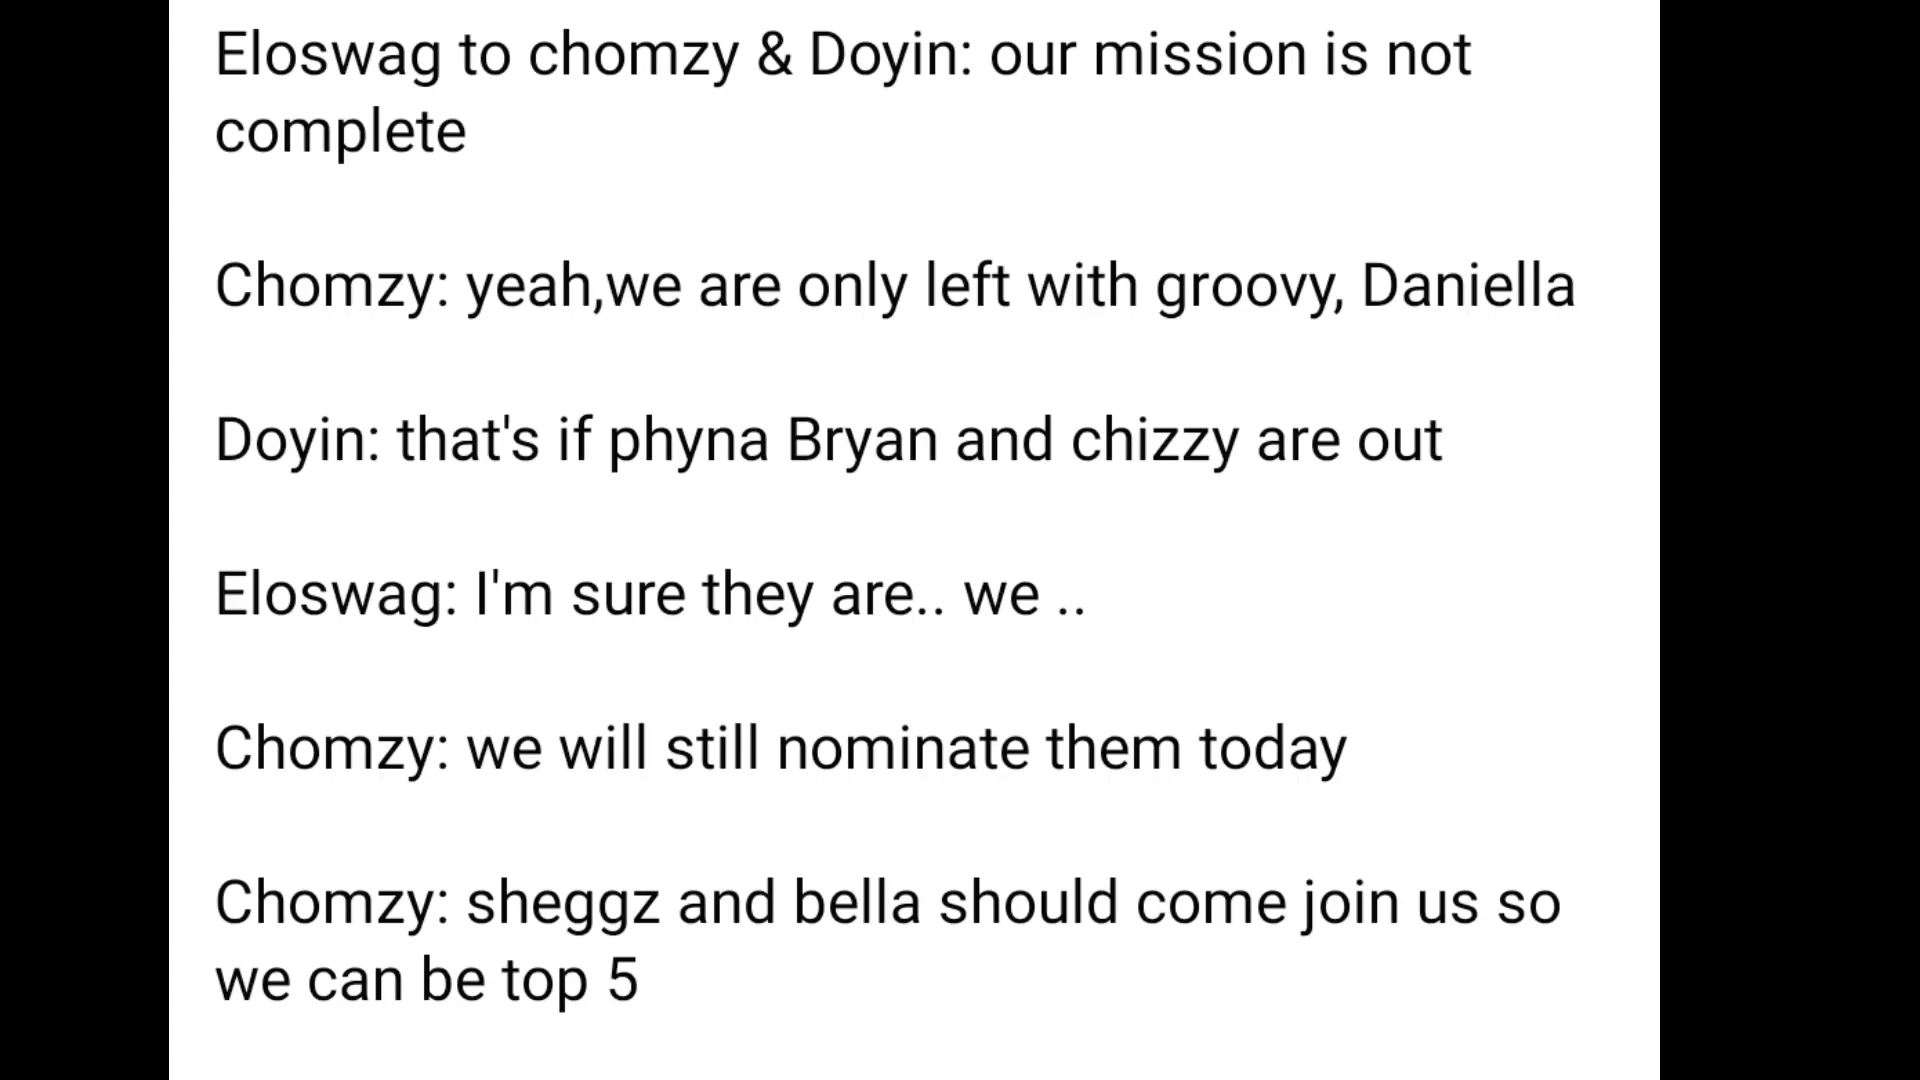 Eloswag to chomzy & Doyin: our mission is not
complete
Chomzy: yeah,we are only left with groovy, Daniella
Doyin: that's if phyna Bryan and chizzy are out
Eloswag: I'm sure they are.. we ..
Chomzy: we will still nominate them today
Chomzy: sheggz and bella should come join us so
we can be top 5